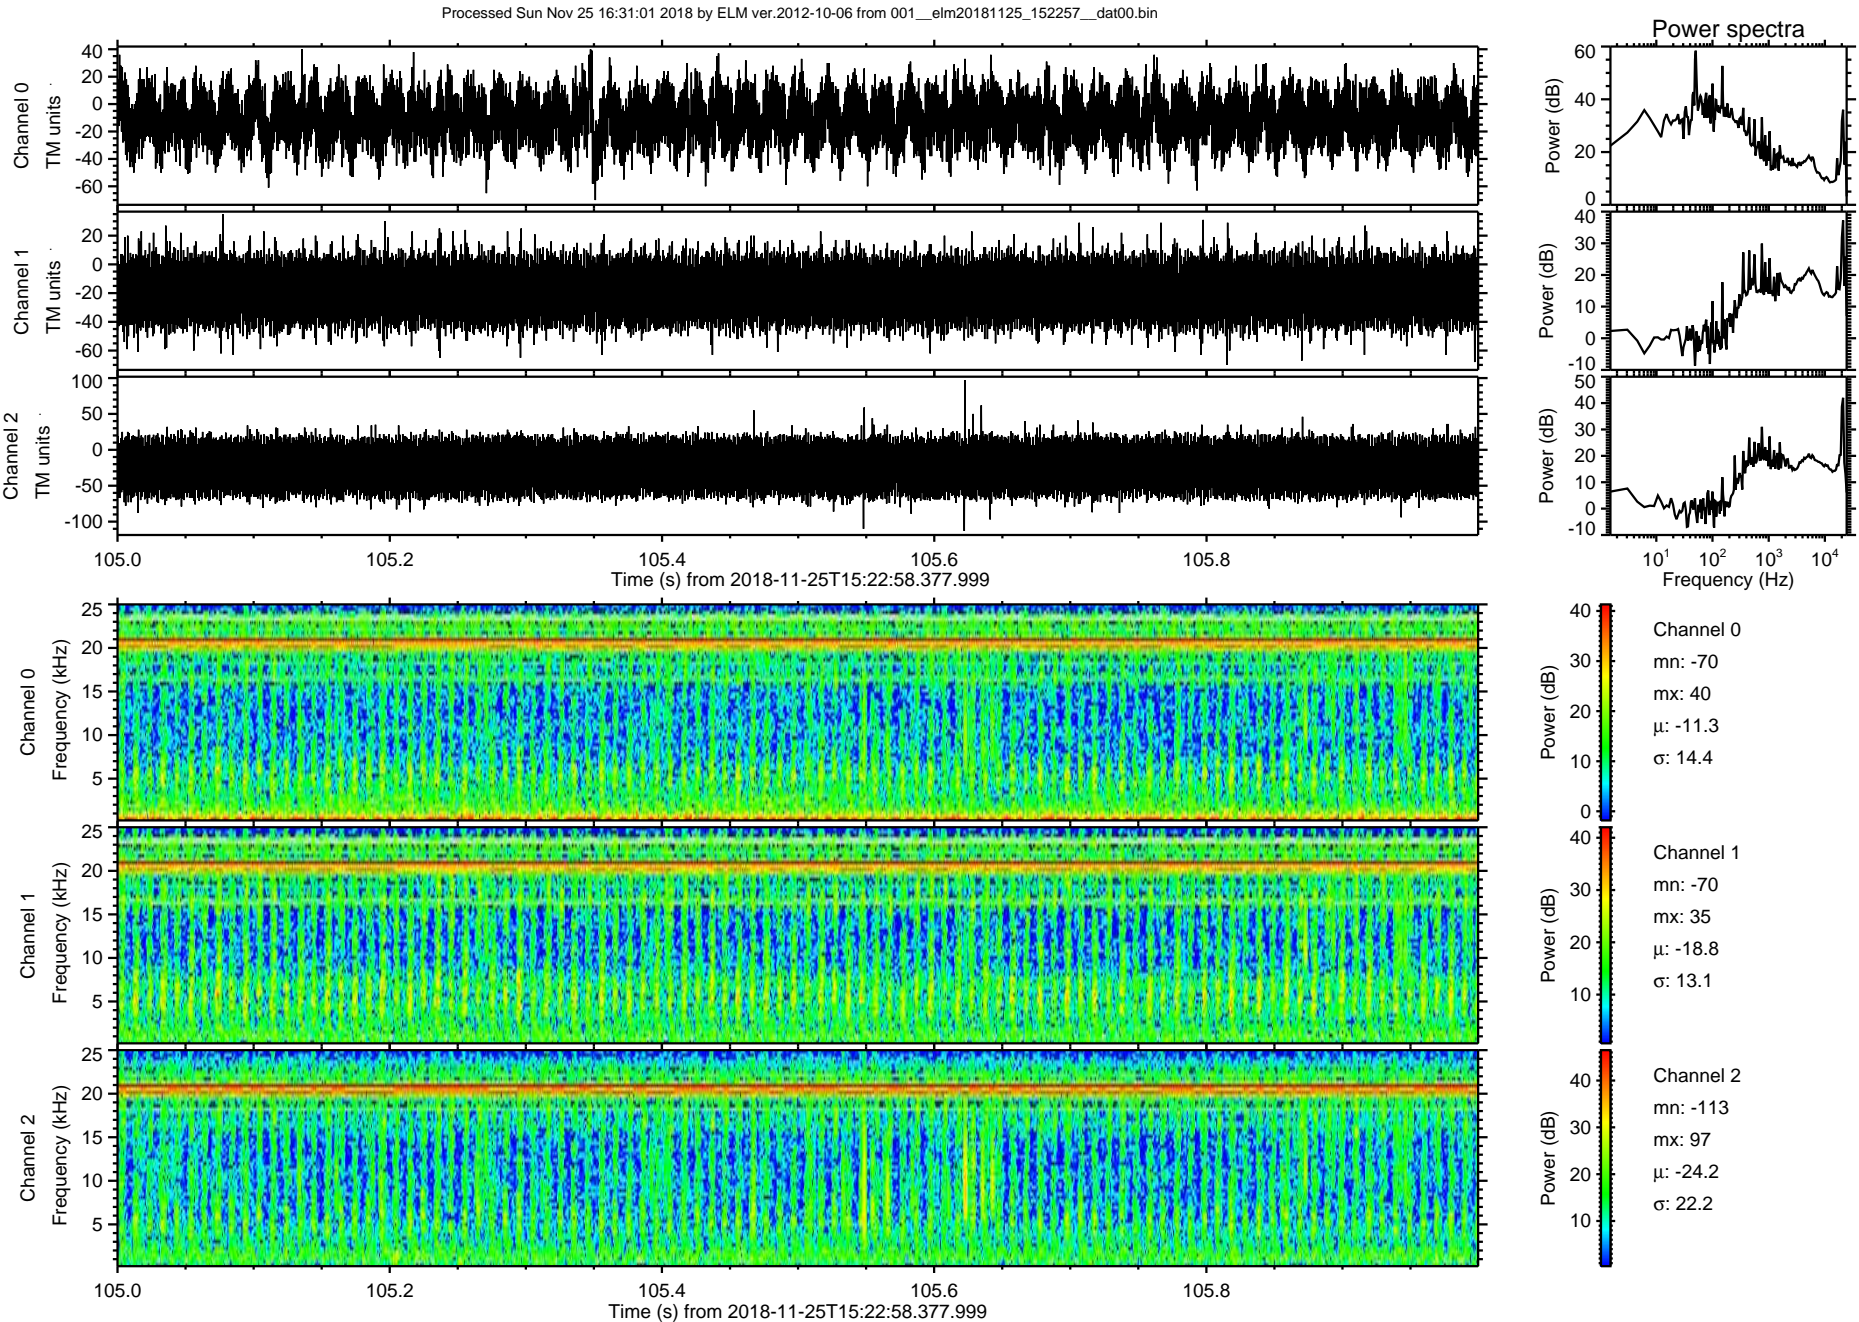 Processed Sun Nov 25 16:31:01 2018 by ELM ver.2012-10-06 from 001__elm20181125_152257__dat00.bin
Power spectra
Channel 0
TM units
40
20
0
-20
-40
-60
Power (dB)
60
40
20
0
Channel 1
TM units
20
0
-20
-40
-60
Power (dB)
40
30
20
10
0
-10
Channel 2
TM units
100
50
0
-50
-100
Power (dB)
50
40
30
20
10
0
-10
105.0 105.2 105.4 105.6 105.8
Time (s) from 2018-11-25T15:22:58.377.999
10^1 10^2 10^3 10^4
Frequency (Hz)
Channel 0
Frequency (kHz)
25
20
15
10
5
Power (dB)
40
30
20
10
0
Channel 0
mn: -70
mx: 40
μ: -11.3
σ: 14.4
Channel 1
Frequency (kHz)
25
20
15
10
5
Power (dB)
40
30
20
10
Channel 1
mn: -70
mx: 35
μ: -18.8
σ: 13.1
Channel 2
Frequency (kHz)
25
20
15
10
5
Power (dB)
40
30
20
10
Channel 2
mn: -113
mx: 97
μ: -24.2
σ: 22.2
105.0 105.2 105.4 105.6 105.8
Time (s) from 2018-11-25T15:22:58.377.999